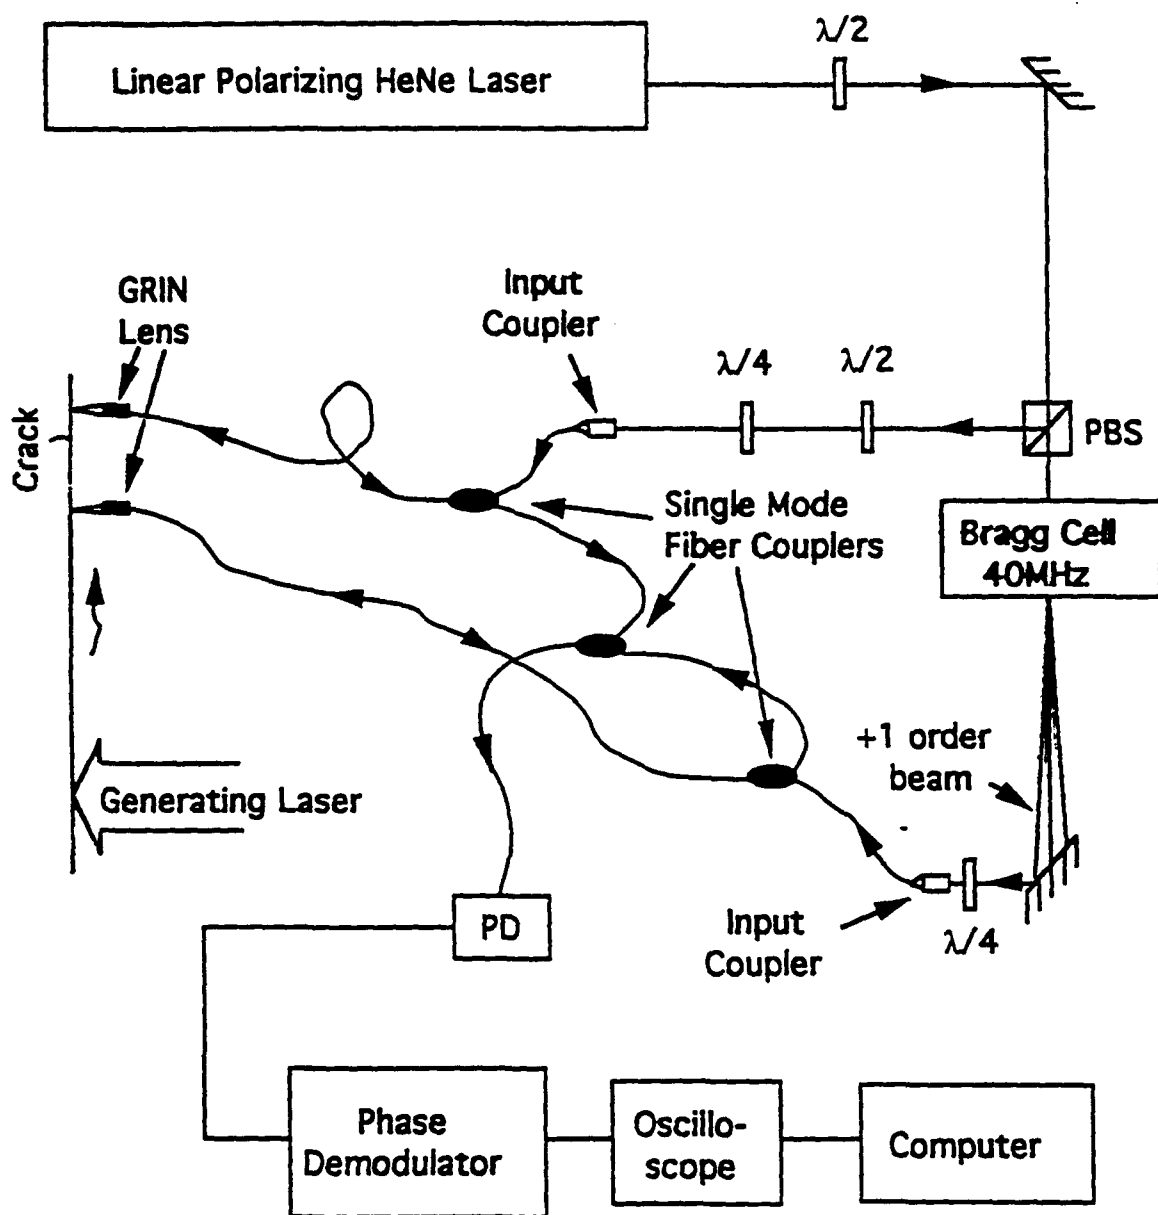 λ/2
Linear Polarizing HeNe Laser
GRIN
Lens
Input
Coupler
λ/4
λ/2
PBS
Crack
Single Mode
Fiber Couplers
Bragg Cell
40MHz
+1 order
beam
Generating Laser
PD
Input
Coupler
λ/4
Phase
Demodulator
Oscillo-
scope
Computer